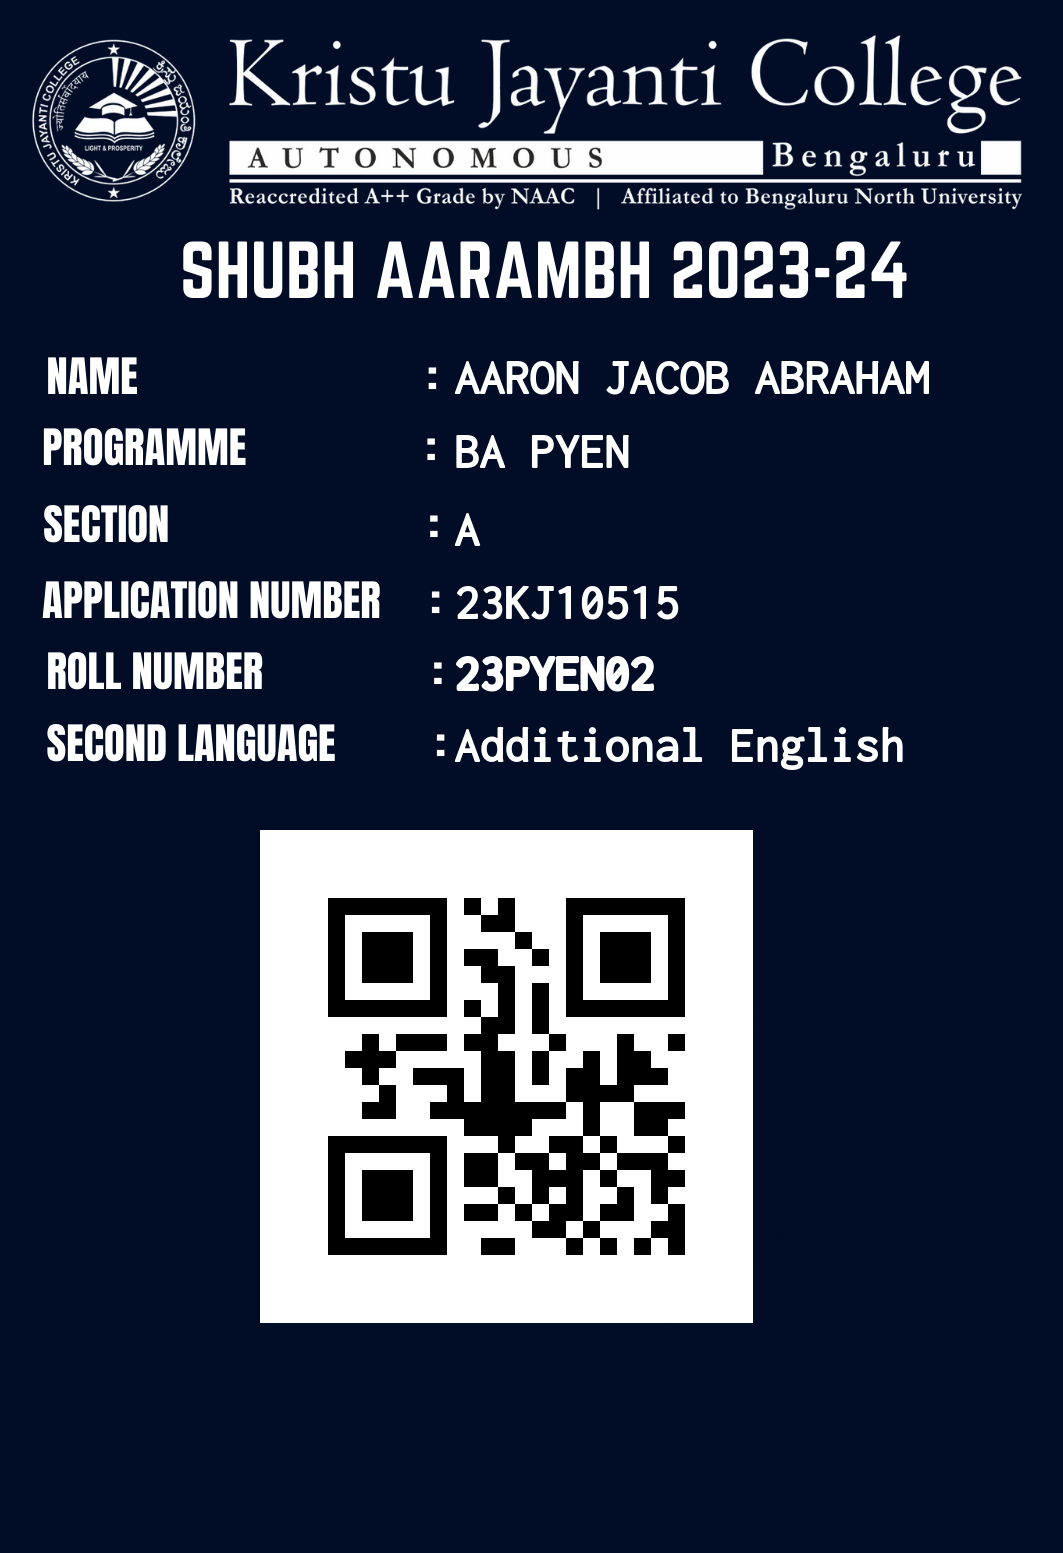 KRISTU JAYANTI COLLEGE
ಕ್ರಿಸ್ತು ಜಯಂತಿ ಕಾಲೇಜು
ज्योतिर्समृद्धि
LIGHT & PROSPERITY
Kristu Jayanti College
AUTONOMOUS Bengaluru
Reaccredited A++ Grade by NAAC | Affiliated to Bengaluru North University
SHUBH AARAMBH 2023-24
NAME : AARON JACOB ABRAHAM
PROGRAMME : BA PYEN
SECTION : A
APPLICATION NUMBER : 23KJ10515
ROLL NUMBER : 23PYEN02
SECOND LANGUAGE : Additional English